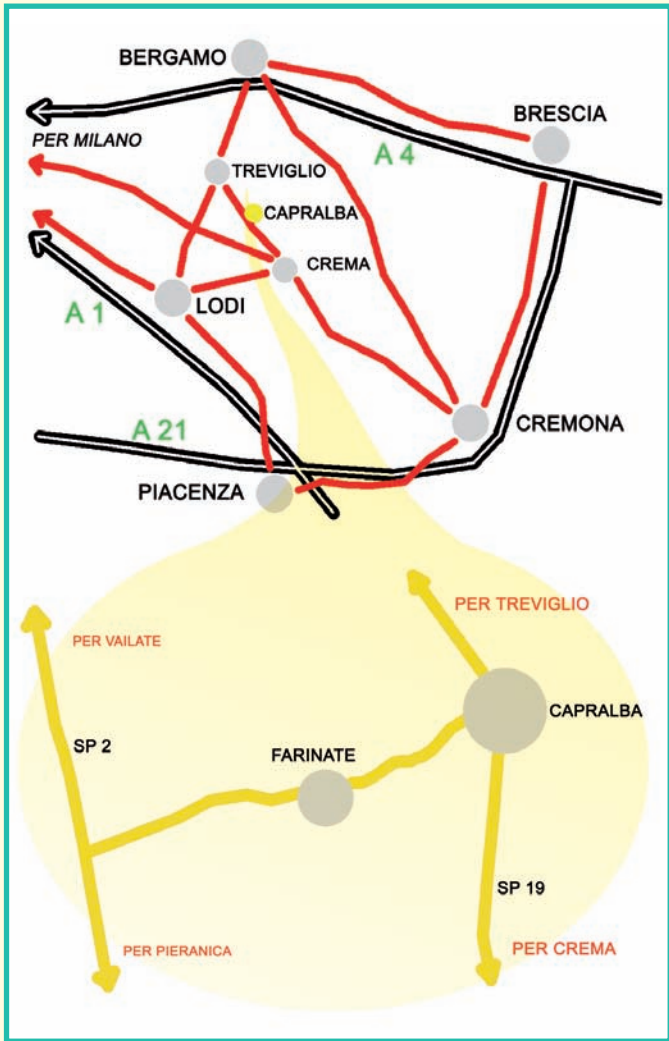 BERGAMO
BRESCIA
PER MILANO
A 4
TREVIGLIO
CAPRALBA
CREMA
LODI
A 1
CREMONA
A 21
PIACENZA
PER TREVIGLIO
PER VAILATE
CAPRALBA
SP 2
FARINATE
SP 19
PER PIERANICA
PER CREMA